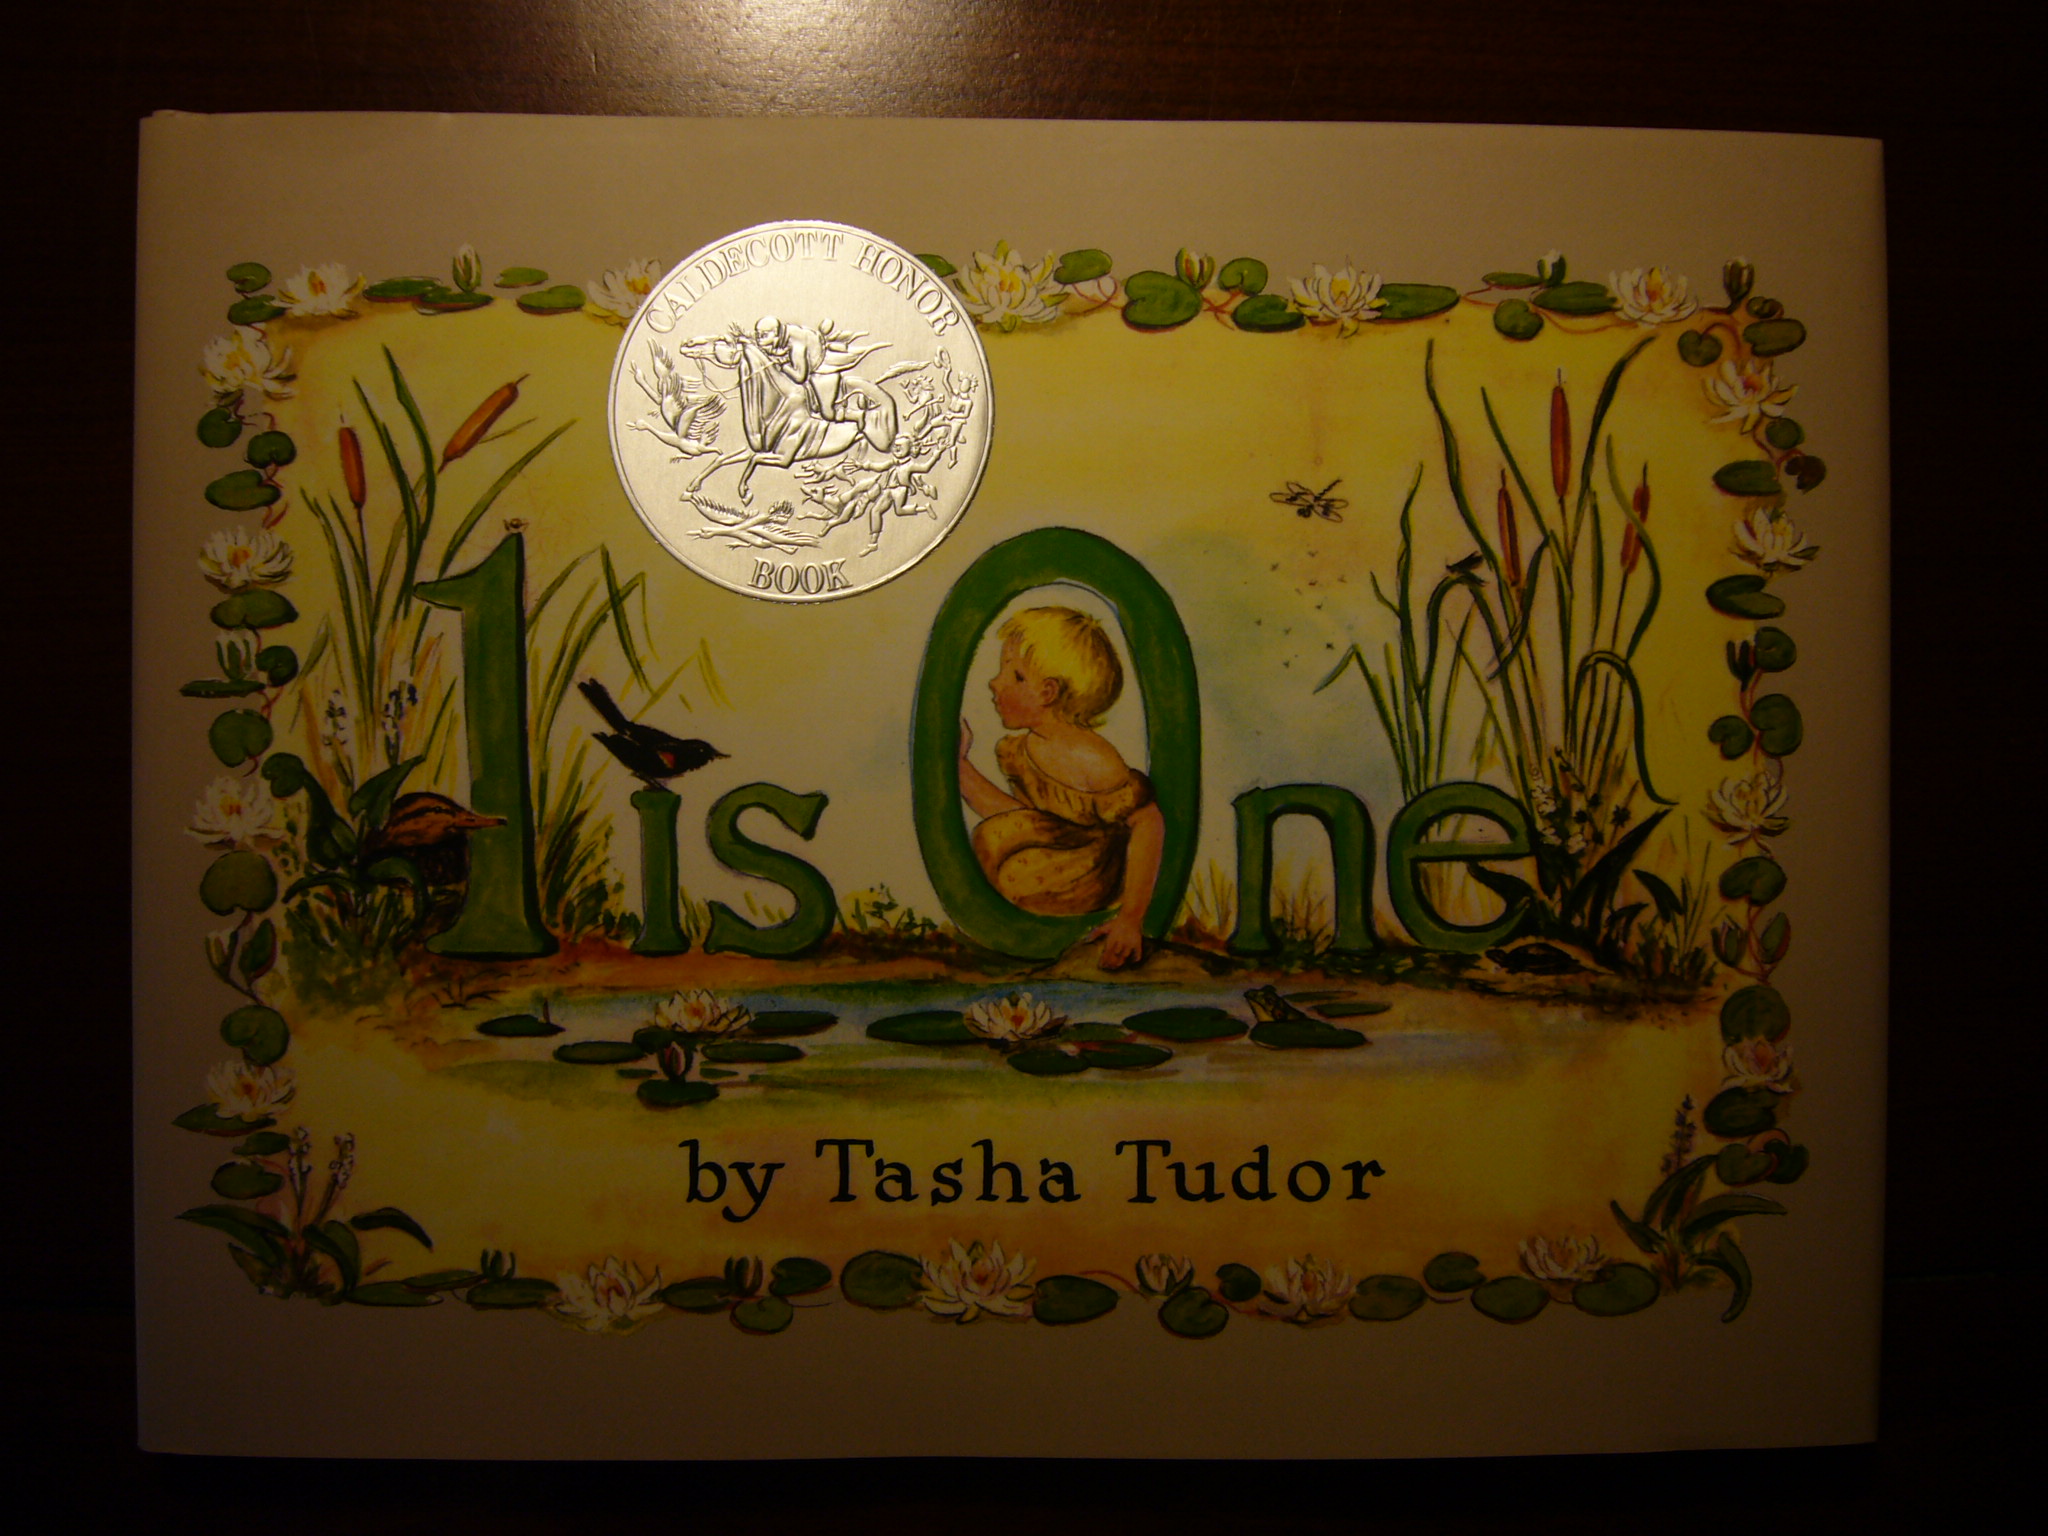 CALDECOTT HONOR
BOOK
1 is One
by Tasha Tudor